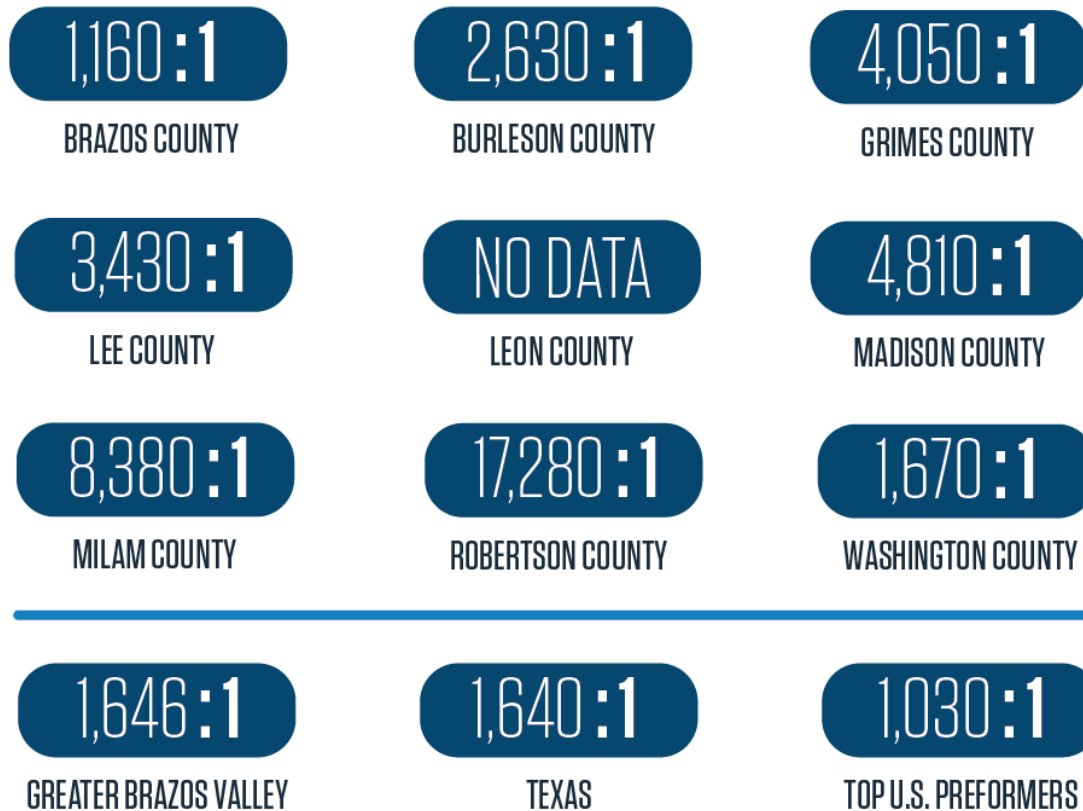 1,160 :1
2,630 :1
4,050 :1
BRAZOS COUNTY
BURLESON COUNTY
GRIMES COUNTY
3,430 :1
NO DATA
4,810 :1
LEE COUNTY
LEON COUNTY
MADISON COUNTY
8,380 :1
17,280 :1
1,670 :1
MILAM COUNTY
ROBERTSON COUNTY
WASHINGTON COUNTY
1,646 :1
1,640 :1
1,030 :1
GREATER BRAZOS VALLEY
TEXAS
TOP U.S. PREFORMERS